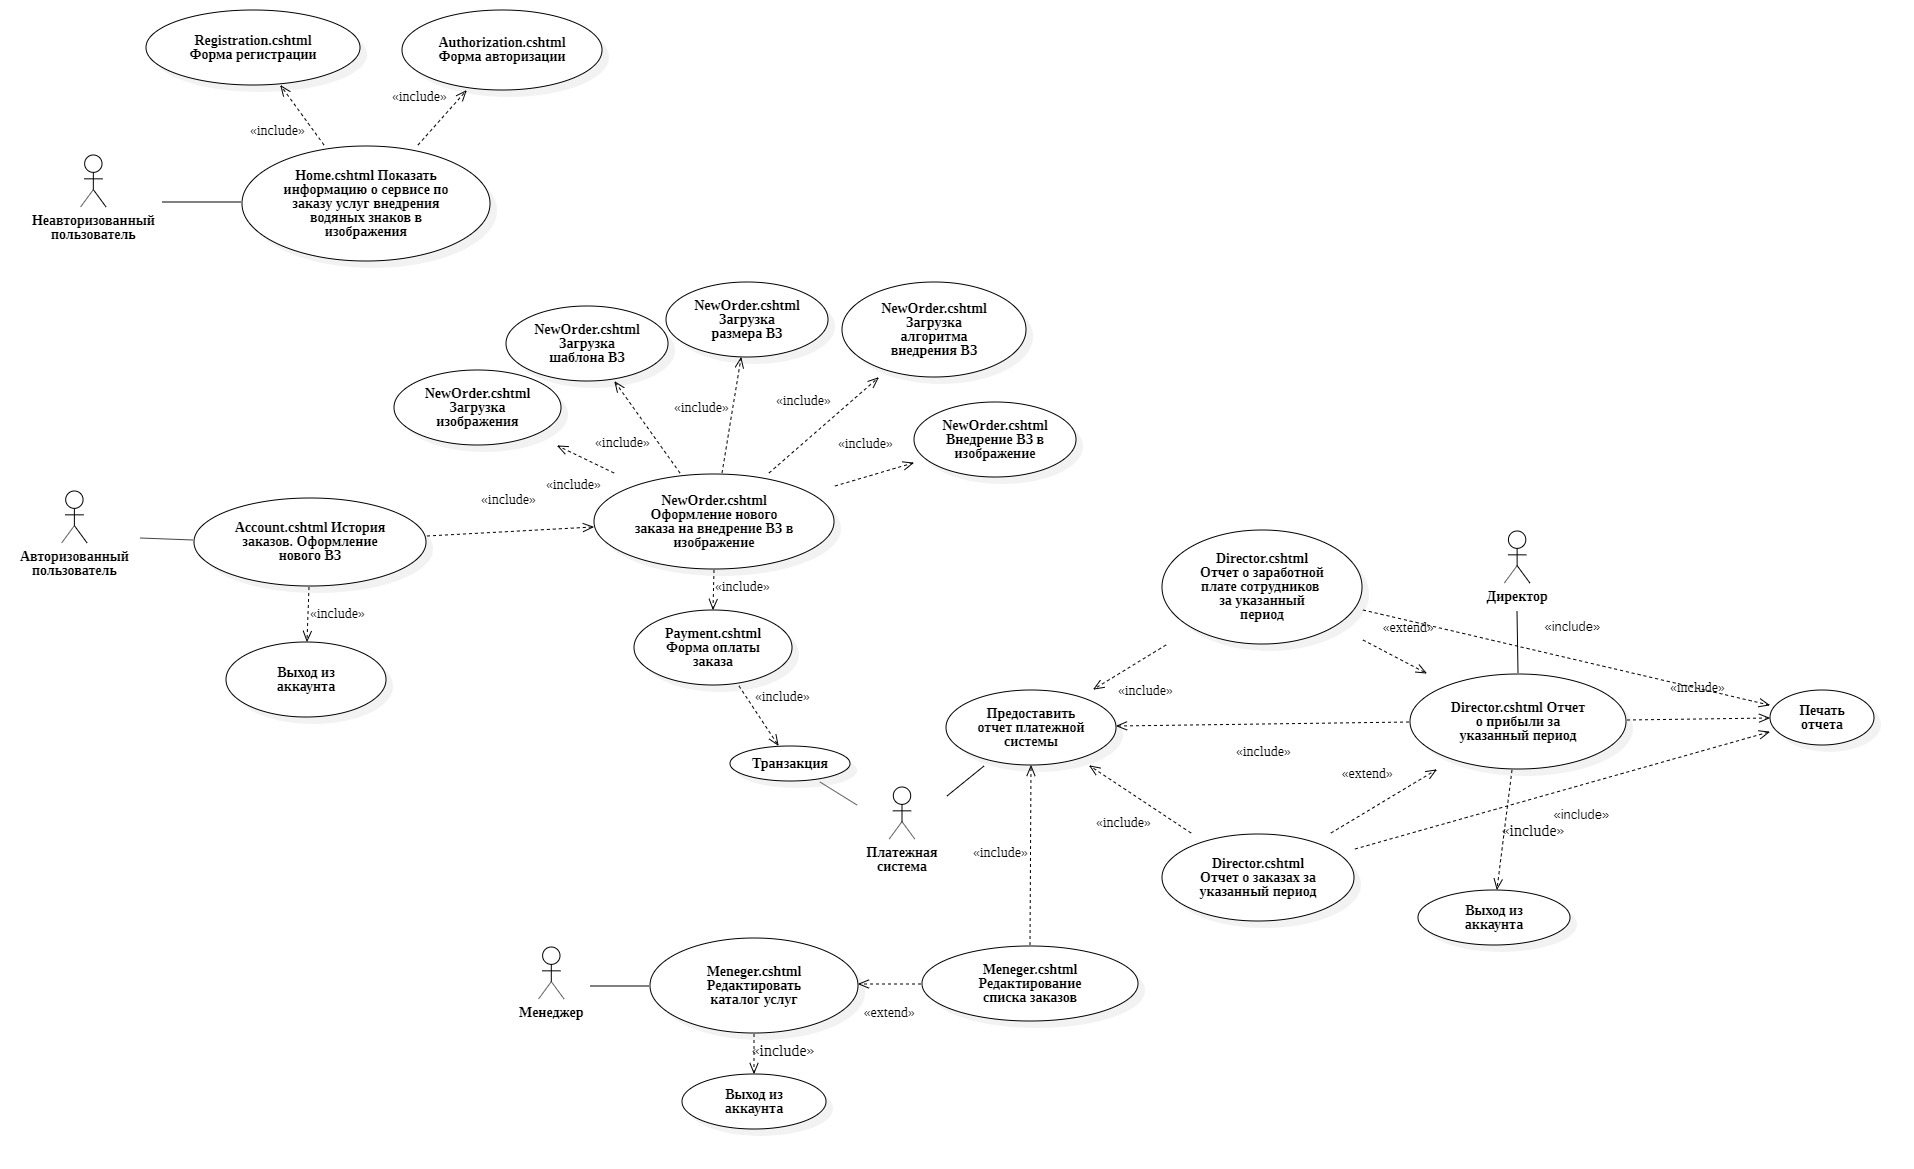 Registration.cshtml
Форма регистрации
Authorization.cshtml
Форма авторизации
«include»
«include»
Home.cshtml Показать
информацию о сервисе по
заказу услуг внедрения
водяных знаков в
изображения
Неавторизованный
пользователь
NewOrder.cshtml
Загрузка
шаблона ВЗ
NewOrder.cshtml
Загрузка
размера ВЗ
NewOrder.cshtml
Загрузка
алгоритма
внедрения ВЗ
NewOrder.cshtml
Загрузка
изображения
«include»
«include»
«include»
«include»
NewOrder.cshtml
Внедрение ВЗ в
изображение
«include»
«include»
NewOrder.cshtml
Оформление нового
заказа на внедрение ВЗ в
изображение
Account.cshtml История
заказов. Оформление
нового ВЗ
Авторизованный
пользователь
«include»
«include»
Выход из
аккаунта
Payment.cshtml
Форма оплаты
заказа
«include»
Транзакция
Платежная
система
Director.cshtml
Отчет о заработной
плате сотрудников
за указанный
период
Директор
«extend»
«include»
«include»
«include»
Предоставить
отчет платежной
системы
Director.cshtml Отчет
о прибыли за
указанный период
Печать
отчета
«include»
«extend»
«include»
«include»
«include»
«include»
Director.cshtml
Отчет о заказах за
указанный период
Выход из
аккаунта
Менеджер
Meneger.cshtml
Редактировать
каталог услуг
Meneger.cshtml
Редактирование
списка заказов
«extend»
«include»
Выход из
аккаунта